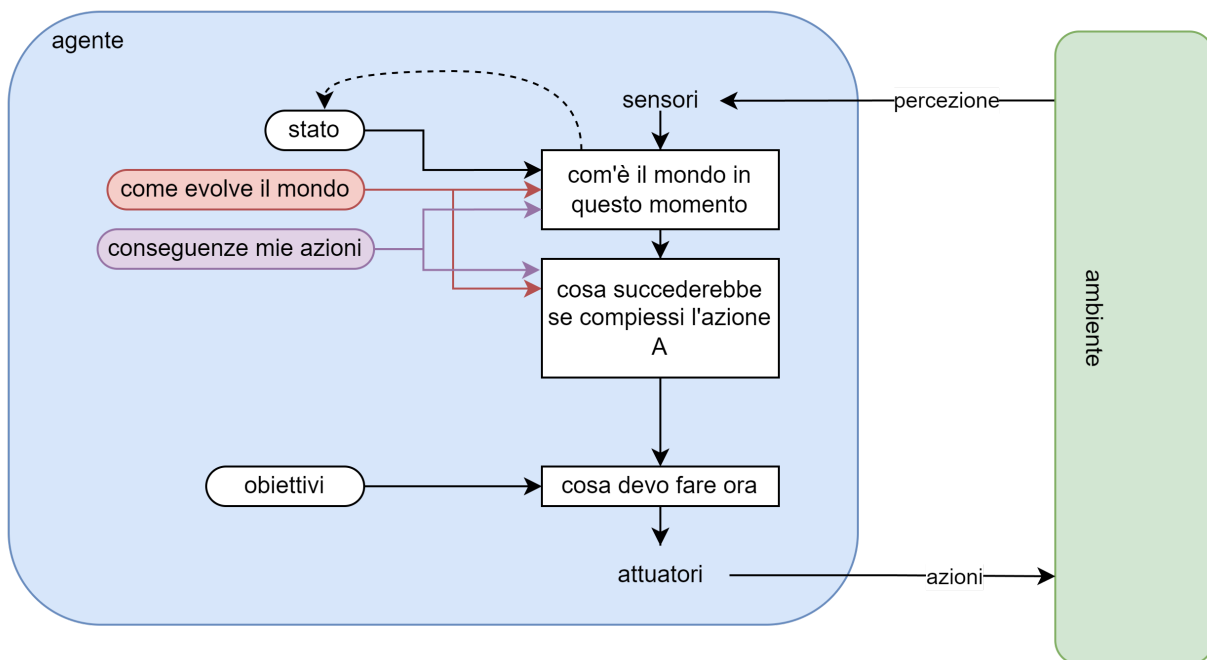 agente
sensori
percezione
stato
com'è il mondo in
questo momento
come evolve il mondo
conseguenze mie azioni
cosa succederebbe
se compiessi l'azione
A
ambiente
obiettivi
cosa devo fare ora
attuatori
azioni